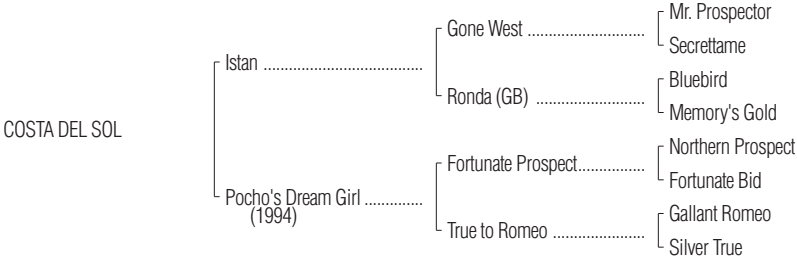 Mr. Prospector
Gone West ............................
Secrettame
Istan ......................................
Bluebird
Ronda (GB) ..........................
Memory's Gold
COSTA DEL SOL
Northern Prospect
Fortunate Prospect................
Fortunate Bid
Pocho's Dream Girl ..............
(1994)
Gallant Romeo
True to Romeo ......................
Silver True